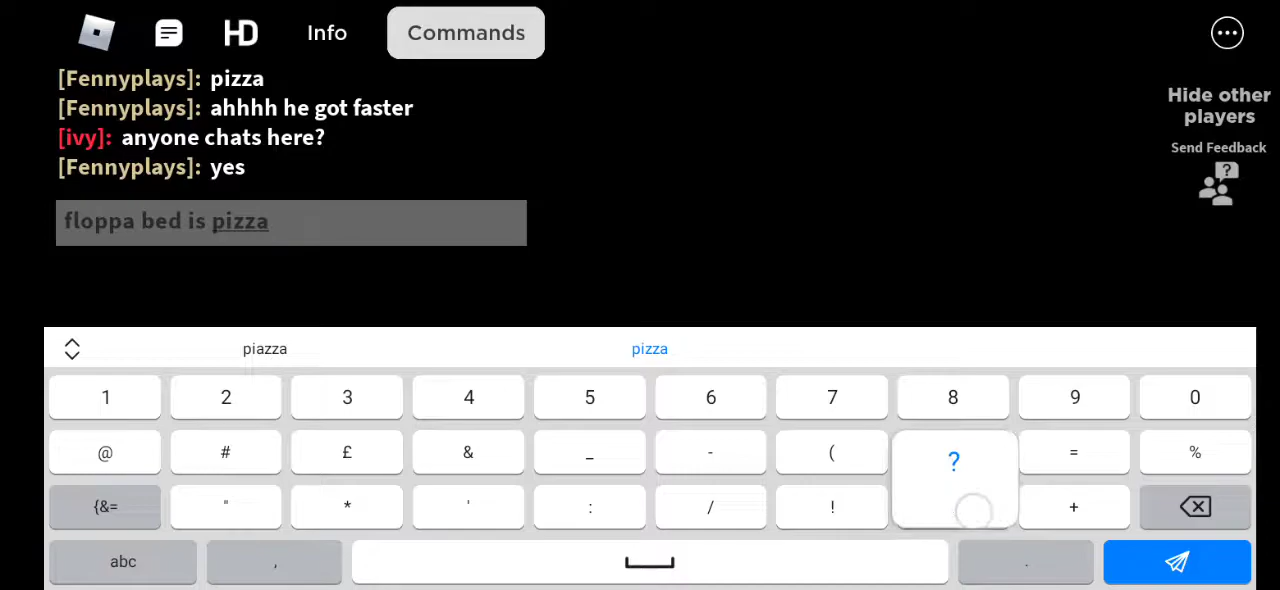 HD Info Commands
[Fennyplays]: pizza
[Fennyplays]: ahhhh he got faster
[ivy]: anyone chats here?
[Fennyplays]: yes
Hide other
players
Send Feedback
?
floppa bed is pizza
piazza pizza
1 2 3 4 5 6 7 8 9 0
@ # £ & _ - ( ? = %
{&= " * ' : / ! +
abc , .